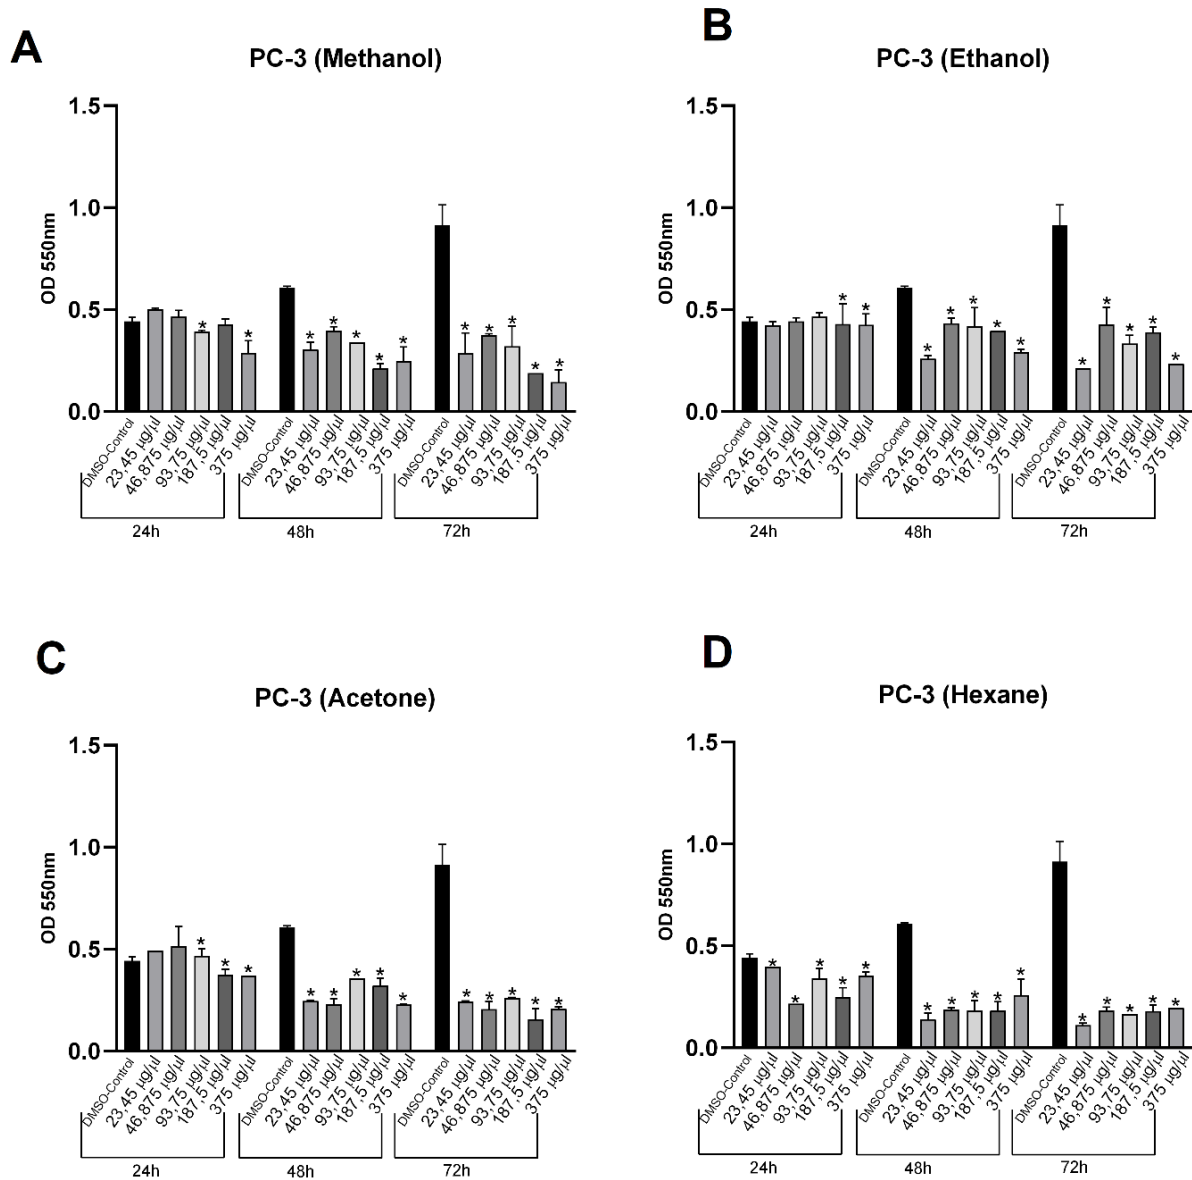 A
PC-3 (Methanol)
OD 550nm
1.5
1.0
0.5
0.0
* * * * * * * * * * * *
DMSO-Control
23,45 µg/µl
46,875 µg/µl
93,75 µg/µl
187,5 µg/µl
375 µg/µl
DMSO-Control
23,45 µg/µl
46,875 µg/µl
93,75 µg/µl
187,5 µg/µl
375 µg/µl
DMSO-Control
23,45 µg/µl
46,875 µg/µl
93,75 µg/µl
187,5 µg/µl
375 µg/µl
24h
48h
72h
B
PC-3 (Ethanol)
OD 550nm
1.5
1.0
0.5
0.0
* * * * * * * * * * * *
DMSO-Control
23,45 µg/µl
46,875 µg/µl
93,75 µg/µl
187,5 µg/µl
375 µg/µl
DMSO-Control
23,45 µg/µl
46,875 µg/µl
93,75 µg/µl
187,5 µg/µl
375 µg/µl
DMSO-Control
23,45 µg/µl
46,875 µg/µl
93,75 µg/µl
187,5 µg/µl
375 µg/µl
24h
48h
72h
C
PC-3 (Acetone)
OD 550nm
1.5
1.0
0.5
0.0
* * * * * * * * * * * * *
DMSO-Control
23,45 µg/µl
46,875 µg/µl
93,75 µg/µl
187,5 µg/µl
375 µg/µl
DMSO-Control
23,45 µg/µl
46,875 µg/µl
93,75 µg/µl
187,5 µg/µl
375 µg/µl
DMSO-Control
23,45 µg/µl
46,875 µg/µl
93,75 µg/µl
187,5 µg/µl
375 µg/µl
24h
48h
72h
D
PC-3 (Hexane)
OD 550nm
1.5
1.0
0.5
0.0
* * * * * * * * * * * * * * *
DMSO-Control
23,45 µg/µl
46,875 µg/µl
93,75 µg/µl
187,5 µg/µl
375 µg/µl
DMSO-Control
23,45 µg/µl
46,875 µg/µl
93,75 µg/µl
187,5 µg/µl
375 µg/µl
DMSO-Control
23,45 µg/µl
46,875 µg/µl
93,75 µg/µl
187,5 µg/µl
375 µg/µl
24h
48h
72h